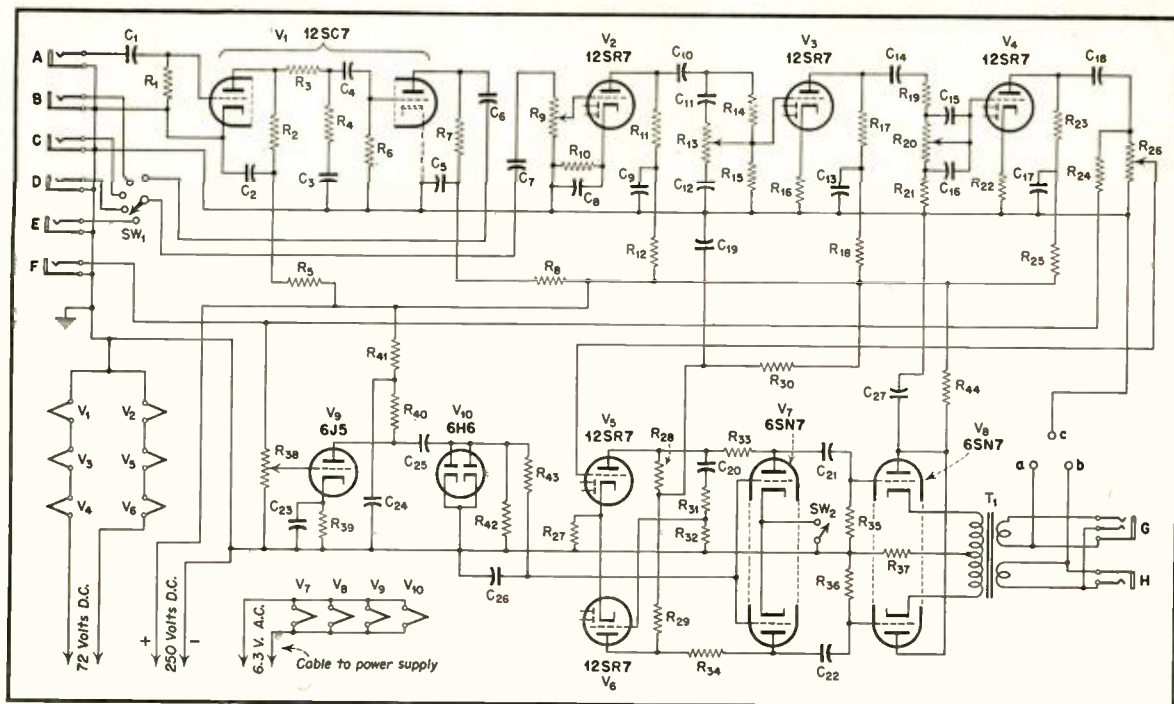 A
B
C
D
E
F
SW1
C1
R1
V1 12SC7
R3
C4
R2
R4
R6
C2
C3
R5
R7
C5
C6
C7
R8
V2
12SR7
R9
R10
C8
R11
C9
R12
C10
C11
R13
C12
R14
R15
C19
V3
12SR7
R16
R17
C13
R18
C14
R19
C15
R20
C16
R21
V4
12SR7
R22
R23
C17
R24
R25
C18
R26
R41
R40
R30
C27
R44
V1
V2
V3
V5
V4
V6
72 Volts D.C.
+
250 Volts D.C.
-
R38
V9
6J5
C23
R39
C24
C25
V10
6H6
R42
R43
C26
6.3 V. A.C.
V7
V8
V9
V10
Cable to power supply
V5
12SR7
R27
R28
R29
12SR7
V6
R33
C20
R31
R32
R34
V7
6SN7
C21
C22
SW2
R35
R36
R37
V8
6SN7
T1
a
b
c
G
H